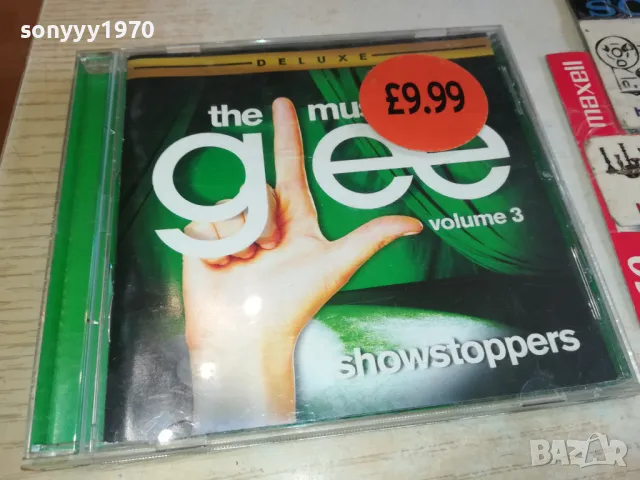 sonyyy1970
DELUXE
the mus
£9.99
glee
volume 3
showstoppers
maxell
BAZAR